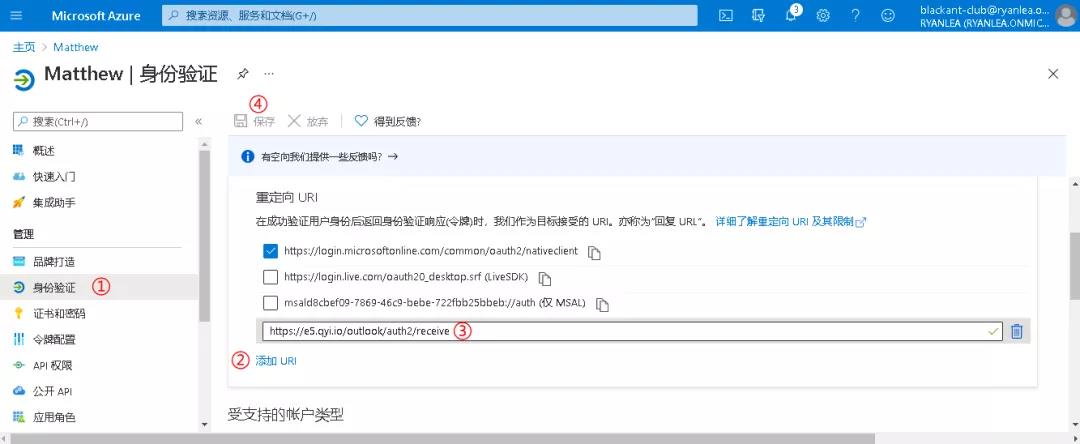 Microsoft Azure
搜索资源、服务和文档(G+/)
3
blackant-club@ryanlea.o...
RYANLEA (RYANLEA.ONMIC...
主页 > Matthew
Matthew | 身份验证
...
④
搜索(Ctrl+/)
«
保存
放弃
得到反馈?
概述
快速入门
集成助手
管理
品牌打造
身份验证 ①
证书和密码
令牌配置
API 权限
公开 API
应用角色
有空向我们提供一些反馈吗? →
重定向 URI
在成功验证用户身份后返回身份验证响应(令牌)时，我们作为目标接受的 URI。亦称为“回复 URL”。 详细了解重定向 URI 及其限制
https://login.microsoftonline.com/common/oauth2/nativeclient
https://login.live.com/oauth20_desktop.srf (LiveSDK)
msald8cbef09-7869-46c9-bebe-722fbb25bbeb://auth (仅 MSAL)
https://e5.qyi.io/outlook/auth2/receive ③
② 添加 URI
受支持的帐户类型